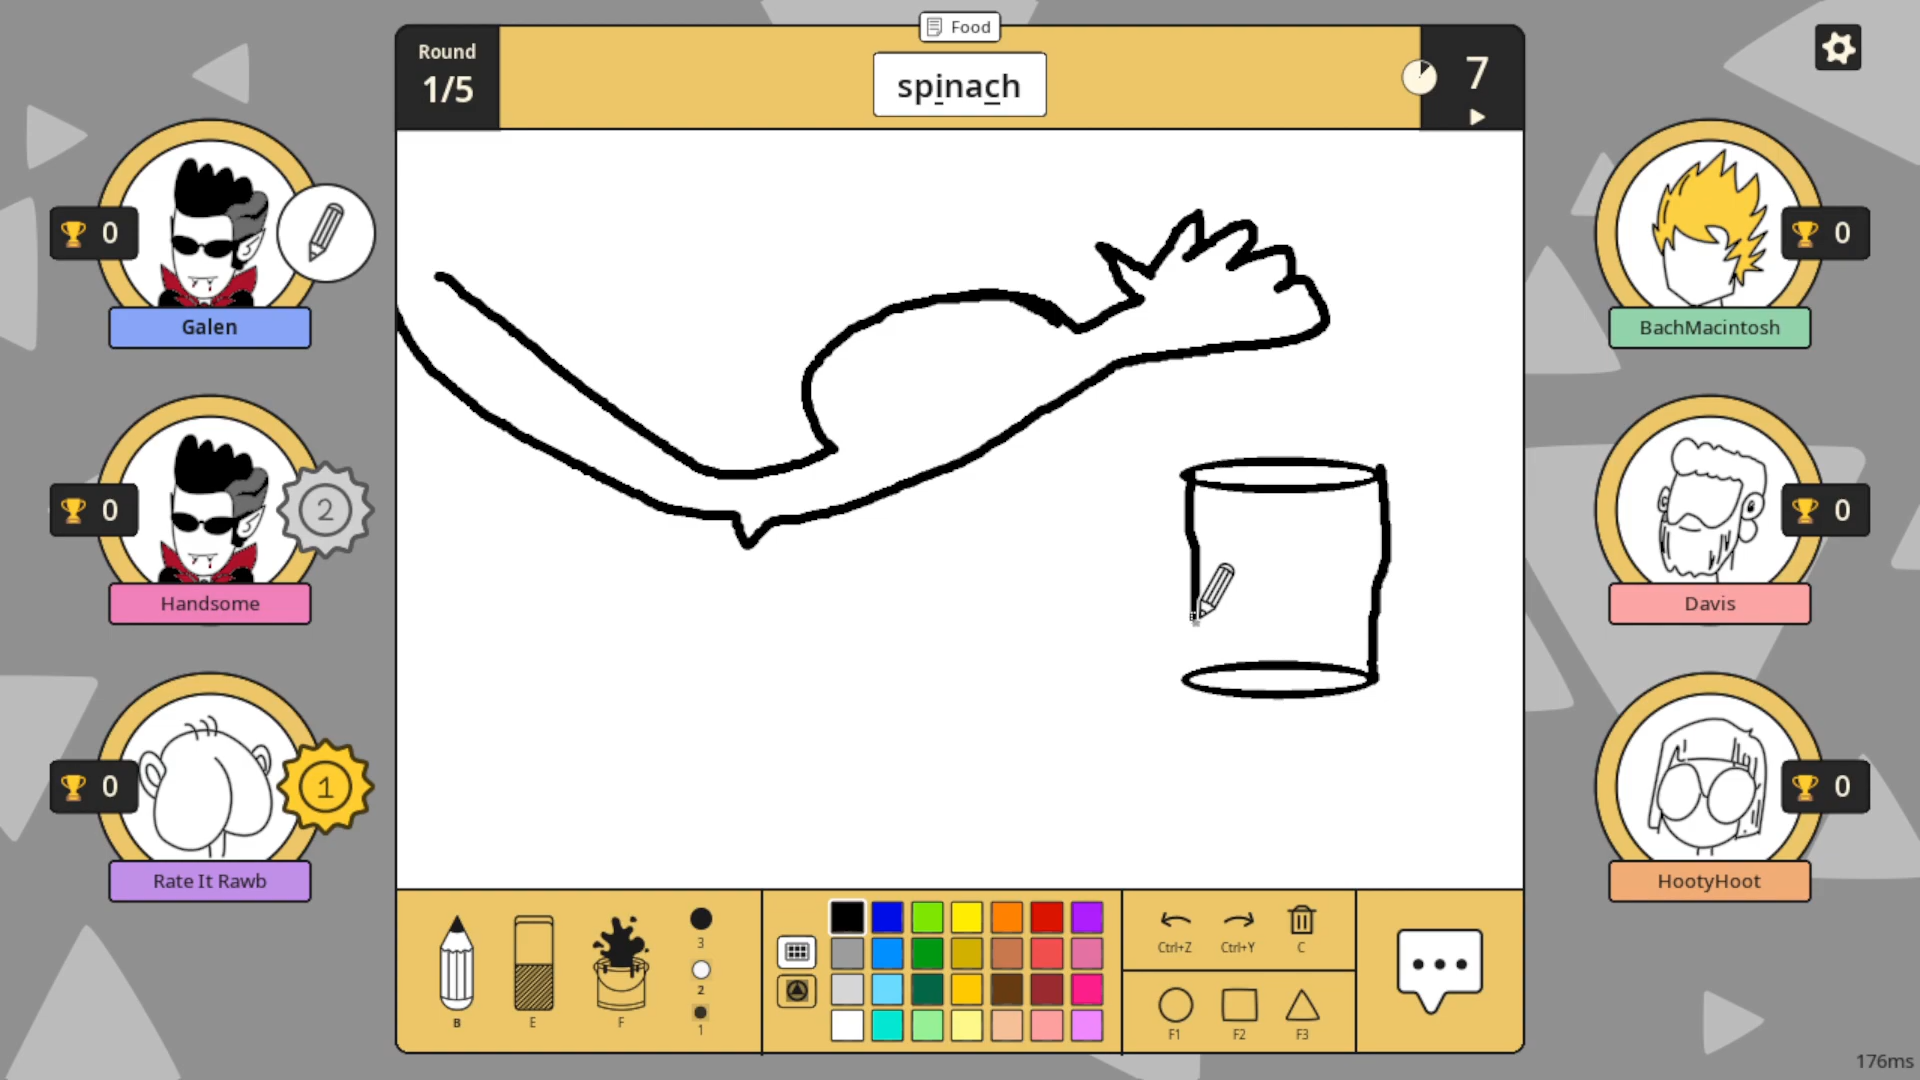 Food
Round
1/5
spinach
7
0
Galen
0
2
Handsome
0
1
Rate It Rawb
0
BachMacintosh
0
Davis
0
HootyHoot
B
E
F
3
2
1
Ctrl+Z
Ctrl+Y
C
F1
F2
F3
176ms